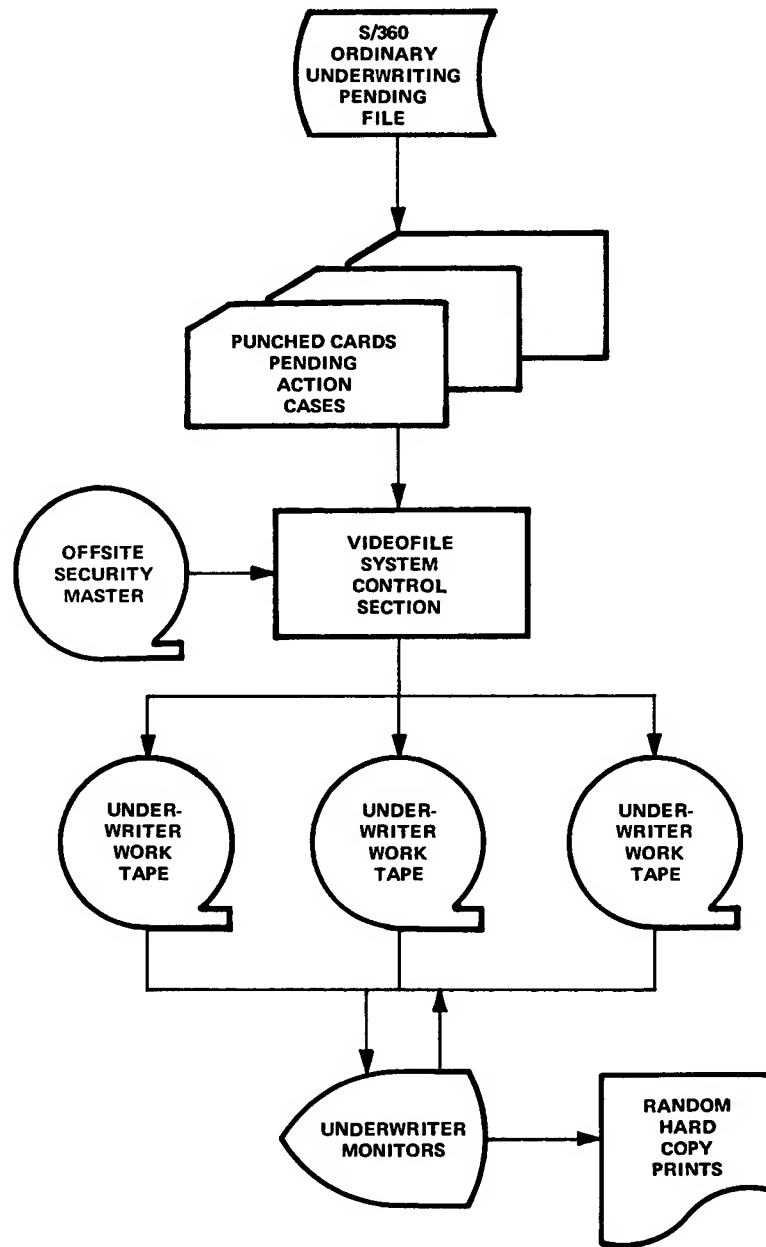 S/360
ORDINARY
UNDERWRITING
PENDING
FILE
PUNCHED CARDS
PENDING
ACTION
CASES
OFFSITE
SECURITY
MASTER
VIDEOFILE
SYSTEM
CONTROL
SECTION
UNDER-
WRITER
WORK
TAPE
UNDER-
WRITER
WORK
TAPE
UNDER-
WRITER
WORK
TAPE
UNDERWRITER
MONITORS
RANDOM
HARD
COPY
PRINTS